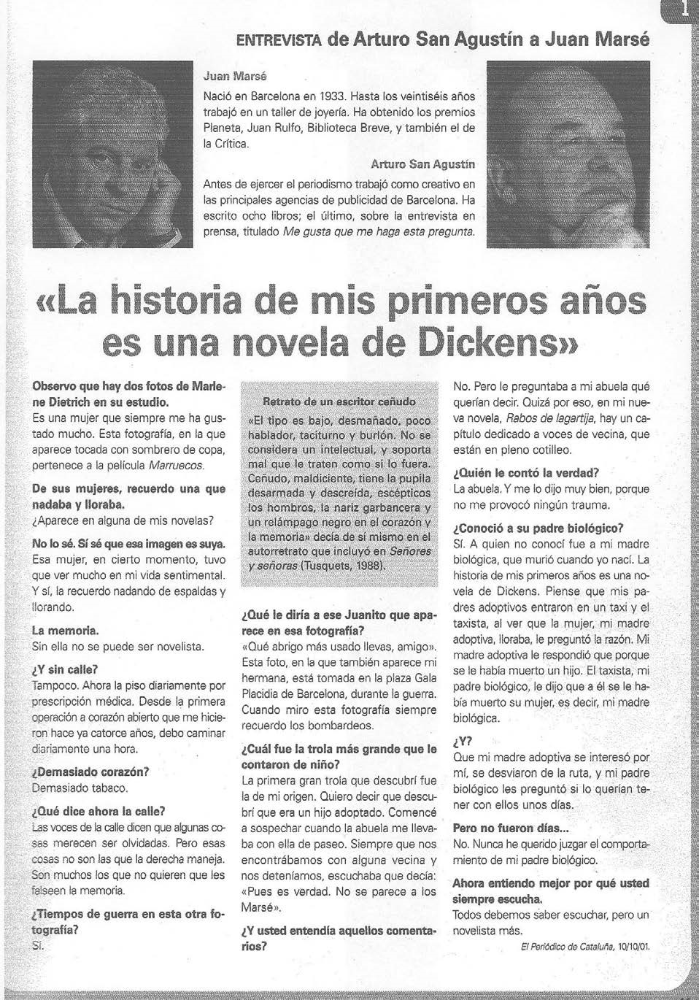 1
ENTREVISTA de Arturo San Agustín a Juan Marsé
Juan Marsé
Nació en Barcelona en 1933. Hasta los veintiséis años
trabajó en un taller de joyería. Ha obtenido los premios
Planeta, Juan Rulfo, Biblioteca Breve, y también el de
la Crítica.
Arturo San Agustín
Antes de ejercer el periodismo trabajó como creativo en
las principales agencias de publicidad de Barcelona. Ha
escrito ocho libros; el último, sobre la entrevista en
prensa, titulado Me gusta que me haga esta pregunta.
«La historia de mis primeros años
es una novela de Dickens»
Observo que hay dos fotos de Marle-
ne Dietrich en su estudio.
Es una mujer que siempre me ha gus-
tado mucho. Esta fotografía, en la que
aparece tocada con sombrero de copa,
pertenece a la película Marruecos.
De sus mujeres, recuerdo una que
nadaba y lloraba.
¿Aparece en alguna de mis novelas?
No lo sé. Sí sé que esa imagen es suya.
Esa mujer, en cierto momento, tuvo
que ver mucho en mi vida sentimental.
Y sí, la recuerdo nadando de espaldas y
llorando.
La memoria.
Sin ella no se puede ser novelista.
¿Y sin calle?
Tampoco. Ahora la piso diariamente por
prescripción médica. Desde la primera
operación a corazón abierto que me hicie-
ron hace ya catorce años, debo caminar
diariamente una hora.
¿Demasiado corazón?
Demasiado tabaco.
¿Qué dice ahora la calle?
Las voces de la calle dicen que algunas co-
sas merecen ser olvidadas. Pero esas
cosas no son las que la derecha maneja.
Son muchos los que no quieren que les
falseen la memoria.
¿Tiempos de guerra en esta otra fo-
tografía?
Sí.
Retrato de un escritor ceñudo
«El tipo es bajo, desmañado, poco
hablador, taciturno y burlón. No se
considera un intelectual, y soporta
mal que le traten como si lo fuera.
Ceñudo, maldiciente, tiene la pupila
desarmada y descreída, escépticos
los hombros, la nariz garbancera y
un relámpago negro en el corazón y
la memoria» decía de sí mismo en el
autorretrato que incluyó en Señores
y señoras (Tusquets, 1988).
¿Qué le diría a ese Juanito que apa-
rece en esa fotografía?
«Qué abrigo más usado llevas, amigo».
Esta foto, en la que también aparece mi
hermana, está tomada en la plaza Gala
Placidia de Barcelona, durante la guerra.
Cuando miro esta fotografía siempre
recuerdo los bombardeos.
¿Cuál fue la trola más grande que le
contaron de niño?
La primera gran trola que descubrí fue
la de mi origen. Quiero decir que descu-
brí que era un hijo adoptado. Comencé
a sospechar cuando la abuela me lleva-
ba con ella de paseo. Siempre que nos
encontrábamos con alguna vecina y
nos deteníamos, escuchaba que decía:
«Pues es verdad. No se parece a los
Marsé».
¿Y usted entendía aquellos comenta-
rios?
No. Pero le preguntaba a mi abuela qué
querían decir. Quizá por eso, en mi nue-
va novela, Rabos de lagartija, hay un ca-
pítulo dedicado a voces de vecina, que
están en pleno cotilleo.
¿Quién le contó la verdad?
La abuela. Y me lo dijo muy bien, porque
no me provocó ningún trauma.
¿Conoció a su padre biológico?
Sí. A quien no conocí fue a mi madre
biológica, que murió cuando yo nací. La
historia de mis primeros años es una no-
vela de Dickens. Piense que mis pa-
dres adoptivos entraron en un taxi y el
taxista, al ver que la mujer, mi madre
adoptiva, lloraba, le preguntó la razón. Mi
madre adoptiva le respondió que porque
se le había muerto un hijo. El taxista, mi
padre biológico, le dijo que a él se le ha-
bía muerto su mujer, es decir, mi madre
biológica.
¿Y?
Que mi madre adoptiva se interesó por
mí, se desviaron de la ruta, y mi padre
biológico les preguntó si lo querían te-
ner con ellos unos días.
Pero no fueron días...
No. Nunca he querido juzgar el comporta-
miento de mi padre biológico.
Ahora entiendo mejor por qué usted
siempre escucha.
Todos debemos saber escuchar, pero un
novelista más.
El Periódico de Cataluña, 10/10/01.